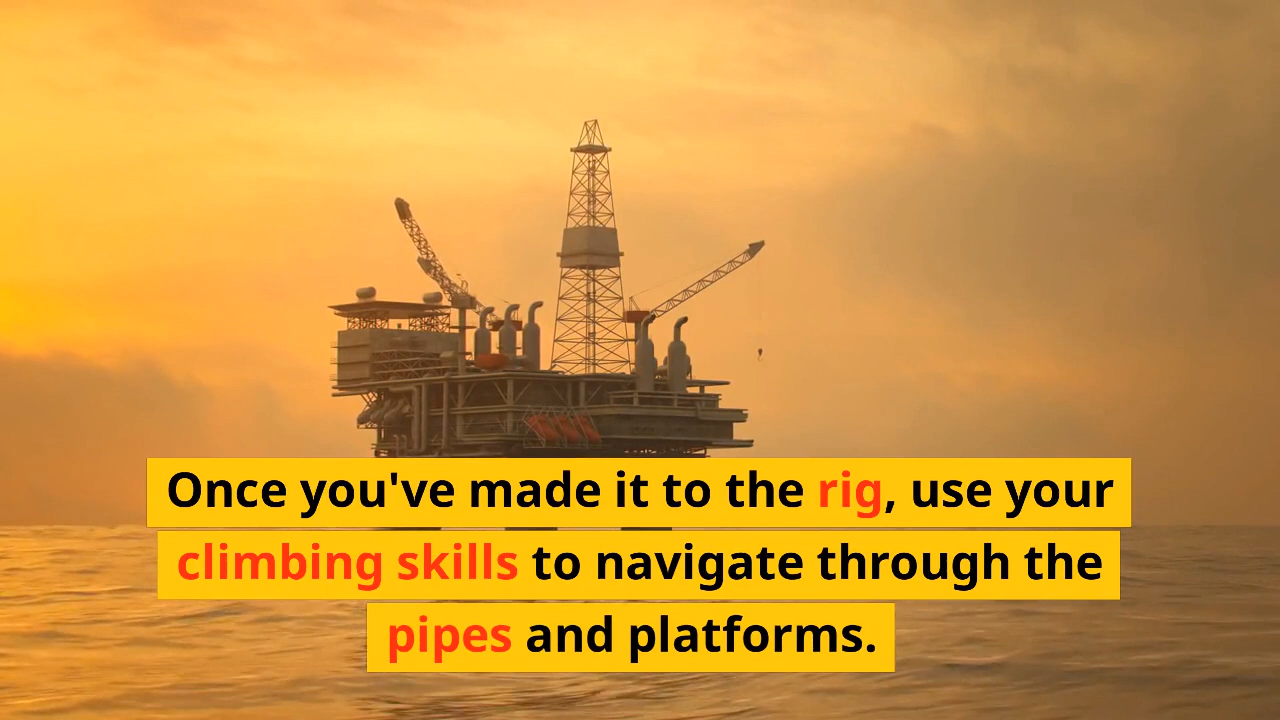 Once you've made it to the rig, use your
climbing skills to navigate through the
pipes and platforms.